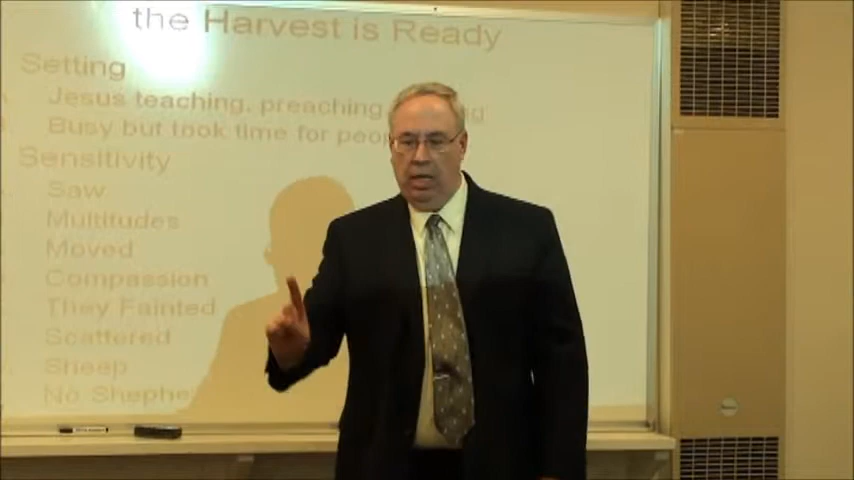 the Harvest is Ready
Setting
Jesus teaching, preaching
Busy but took time for
Sensitivity
Saw
Multitudes
Moved
Compassion
They Fainted
Scattered
Sheep
No